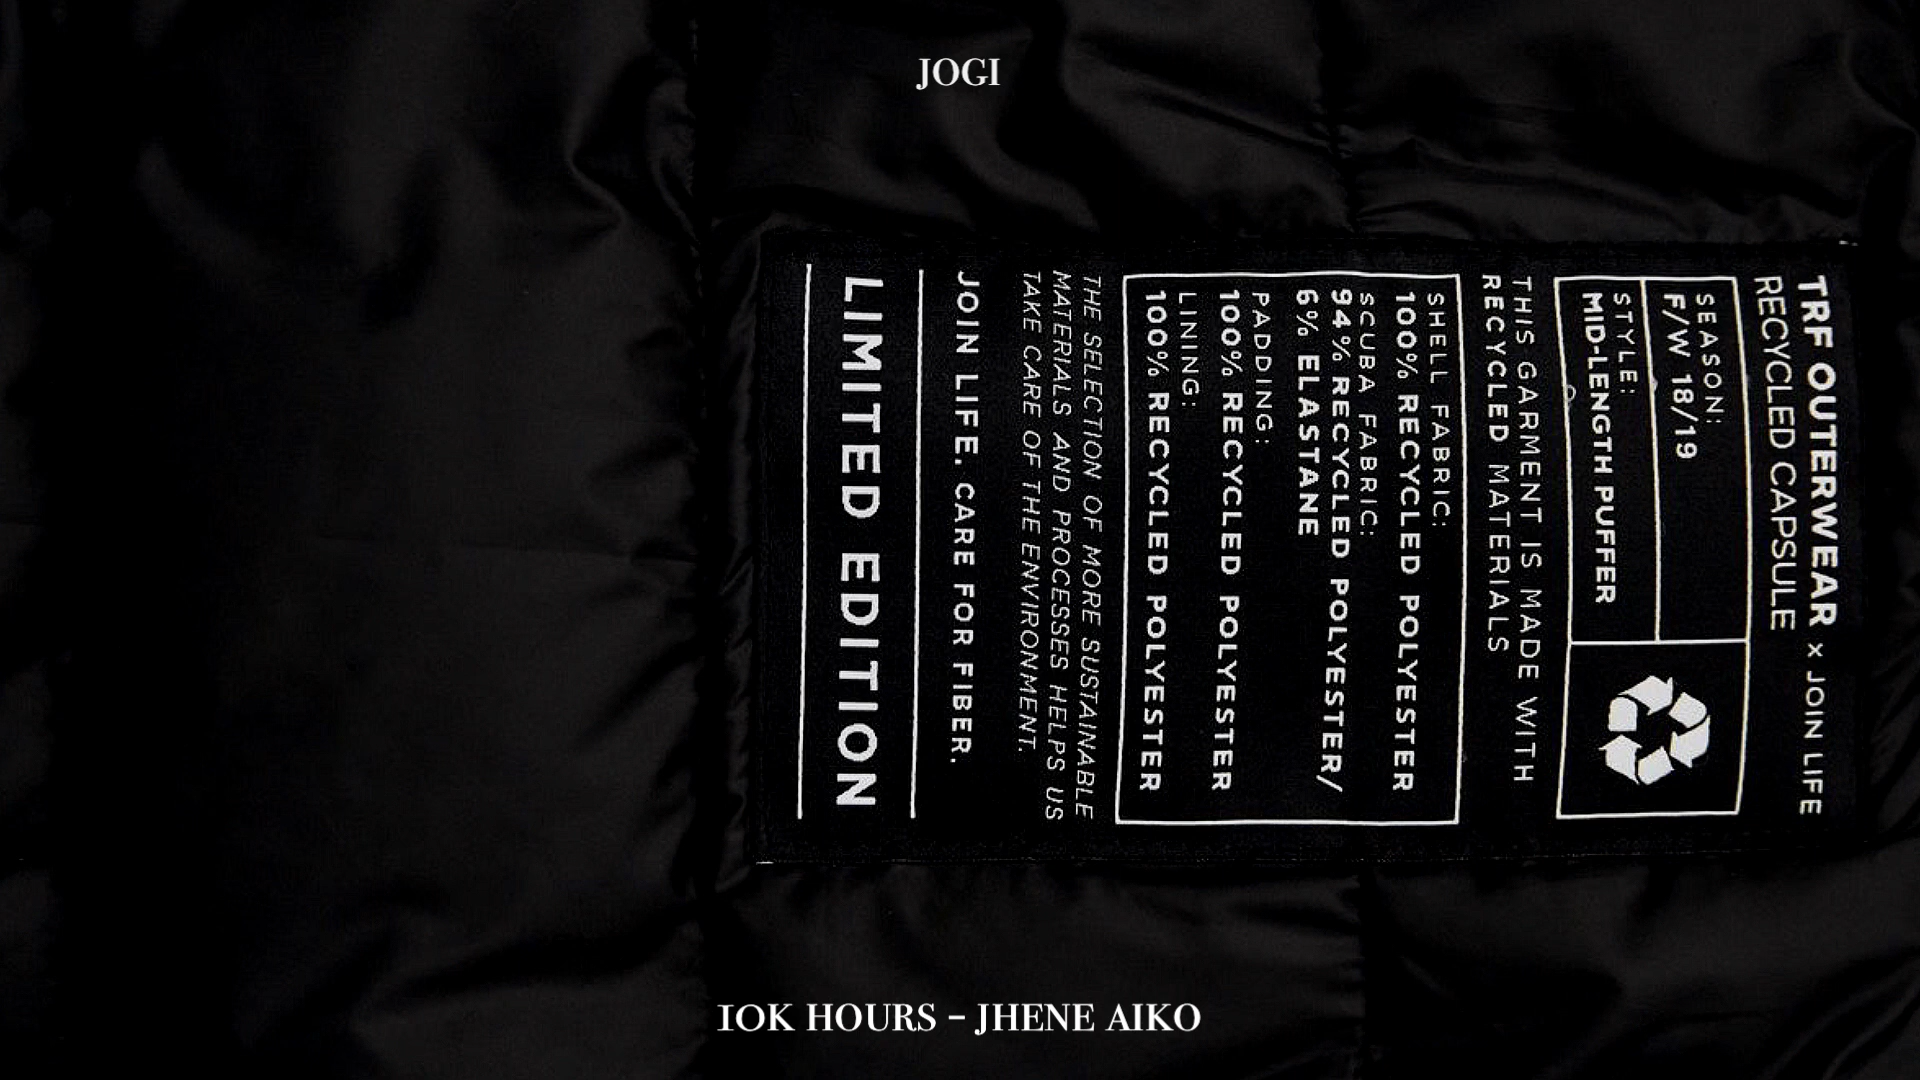 JOGI
TRF OUTERWEAR × JOIN LIFE
RECYCLED CAPSULE
SEASON:
F/W 18/19
STYLE:
MID-LENGTH PUFFER
THIS GARMENT IS MADE WITH
RECYCLED MATERIALS
SHELL FABRIC:
100% RECYCLED POLYESTER
SCUBA FABRIC:
94% RECYCLED POLYESTER/
6% ELASTANE
PADDING:
100% RECYCLED POLYESTER
LINING:
100% RECYCLED POLYESTER
THE SELECTION OF MORE SUSTAINABLE
MATERIALS AND PROCESSES HELPS US
TAKE CARE OF THE ENVIRONMENT.
JOIN LIFE. CARE FOR FIBER.
LIMITED EDITION
10K HOURS - JHENE AIKO